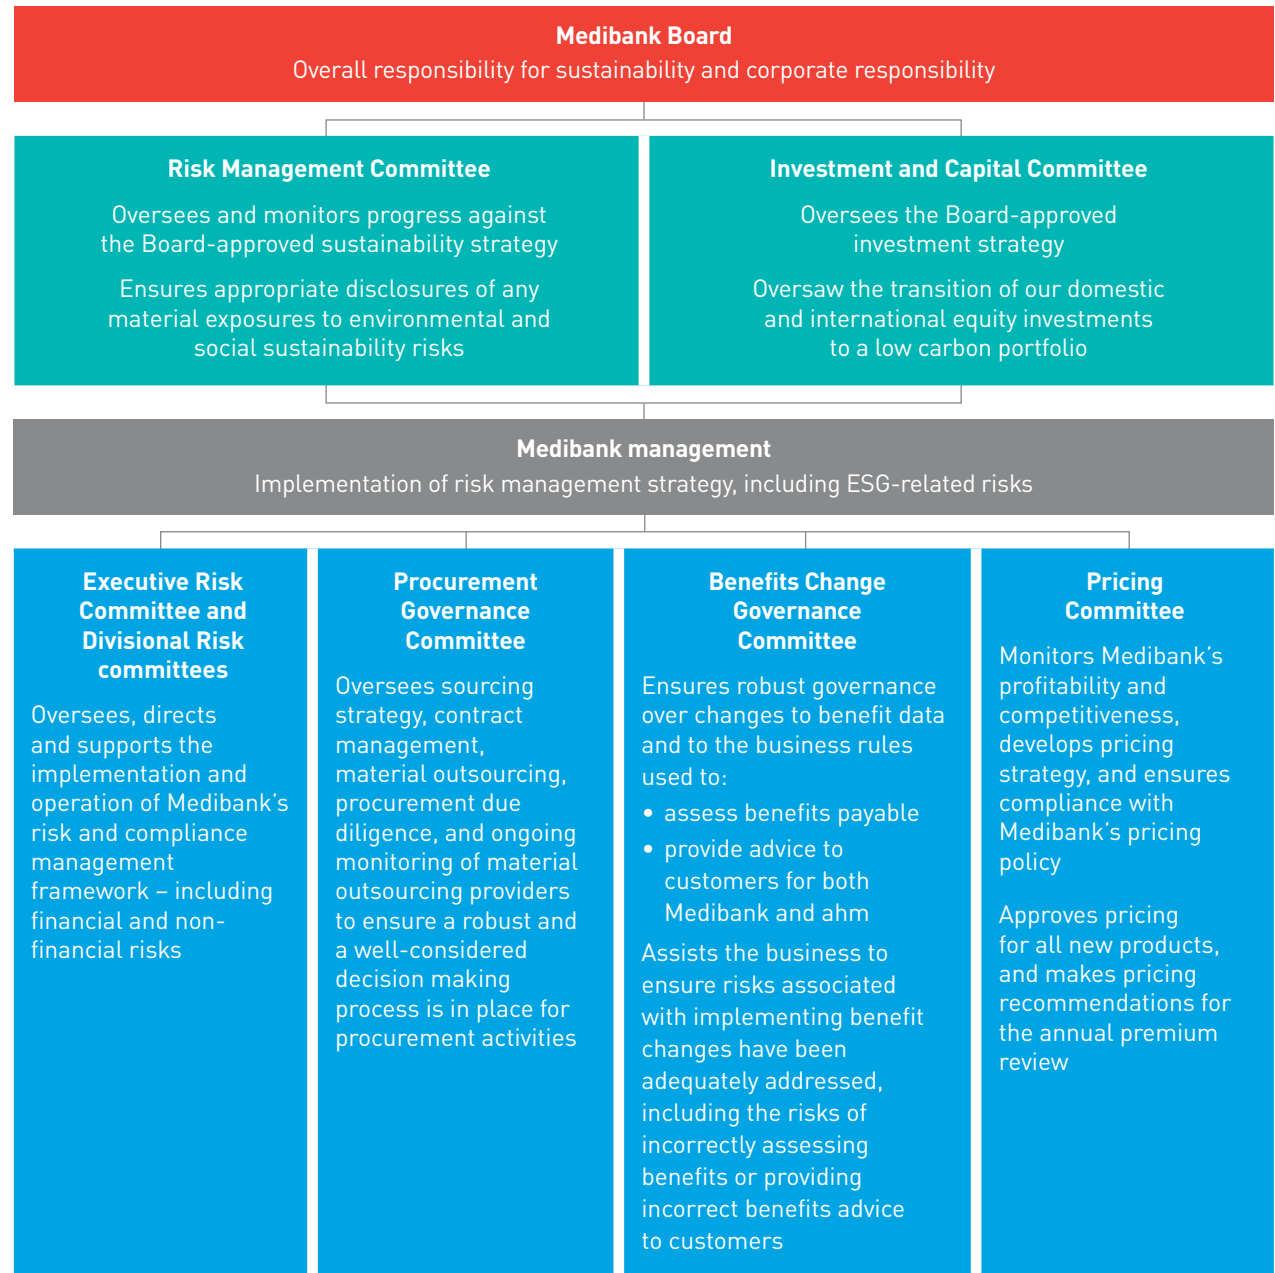 Medibank Board
Overall responsibility for sustainability and corporate responsibility
Risk Management Committee
Oversees and monitors progress against
the Board-approved sustainability strategy
Ensures appropriate disclosures of any
material exposures to environmental and
social sustainability risks
Investment and Capital Committee
Oversees the Board-approved
investment strategy
Oversaw the transition of our domestic
and international equity investments
to a low carbon portfolio
Medibank management
Implementation of risk management strategy, including ESG-related risks
Executive Risk
Committee and
Divisional Risk
committees
Oversees, directs
and supports the
implementation and
operation of Medibank's
risk and compliance
management
framework – including
financial and non-
financial risks
Procurement
Governance
Committee
Oversees sourcing
strategy, contract
management,
material outsourcing,
procurement due
diligence, and ongoing
monitoring of material
outsourcing providers
to ensure a robust and
a well-considered
decision making
process is in place for
procurement activities
Benefits Change
Governance
Committee
Ensures robust governance
over changes to benefit data
and to the business rules
used to:
• assess benefits payable
• provide advice to
customers for both
Medibank and ahm
Assists the business to
ensure risks associated
with implementing benefit
changes have been
adequately addressed,
including the risks of
incorrectly assessing
benefits or providing
incorrect benefits advice
to customers
Pricing
Committee
Monitors Medibank's
profitability and
competitiveness,
develops pricing
strategy, and ensures
compliance with
Medibank's pricing
policy
Approves pricing
for all new products,
and makes pricing
recommendations for
the annual premium
review